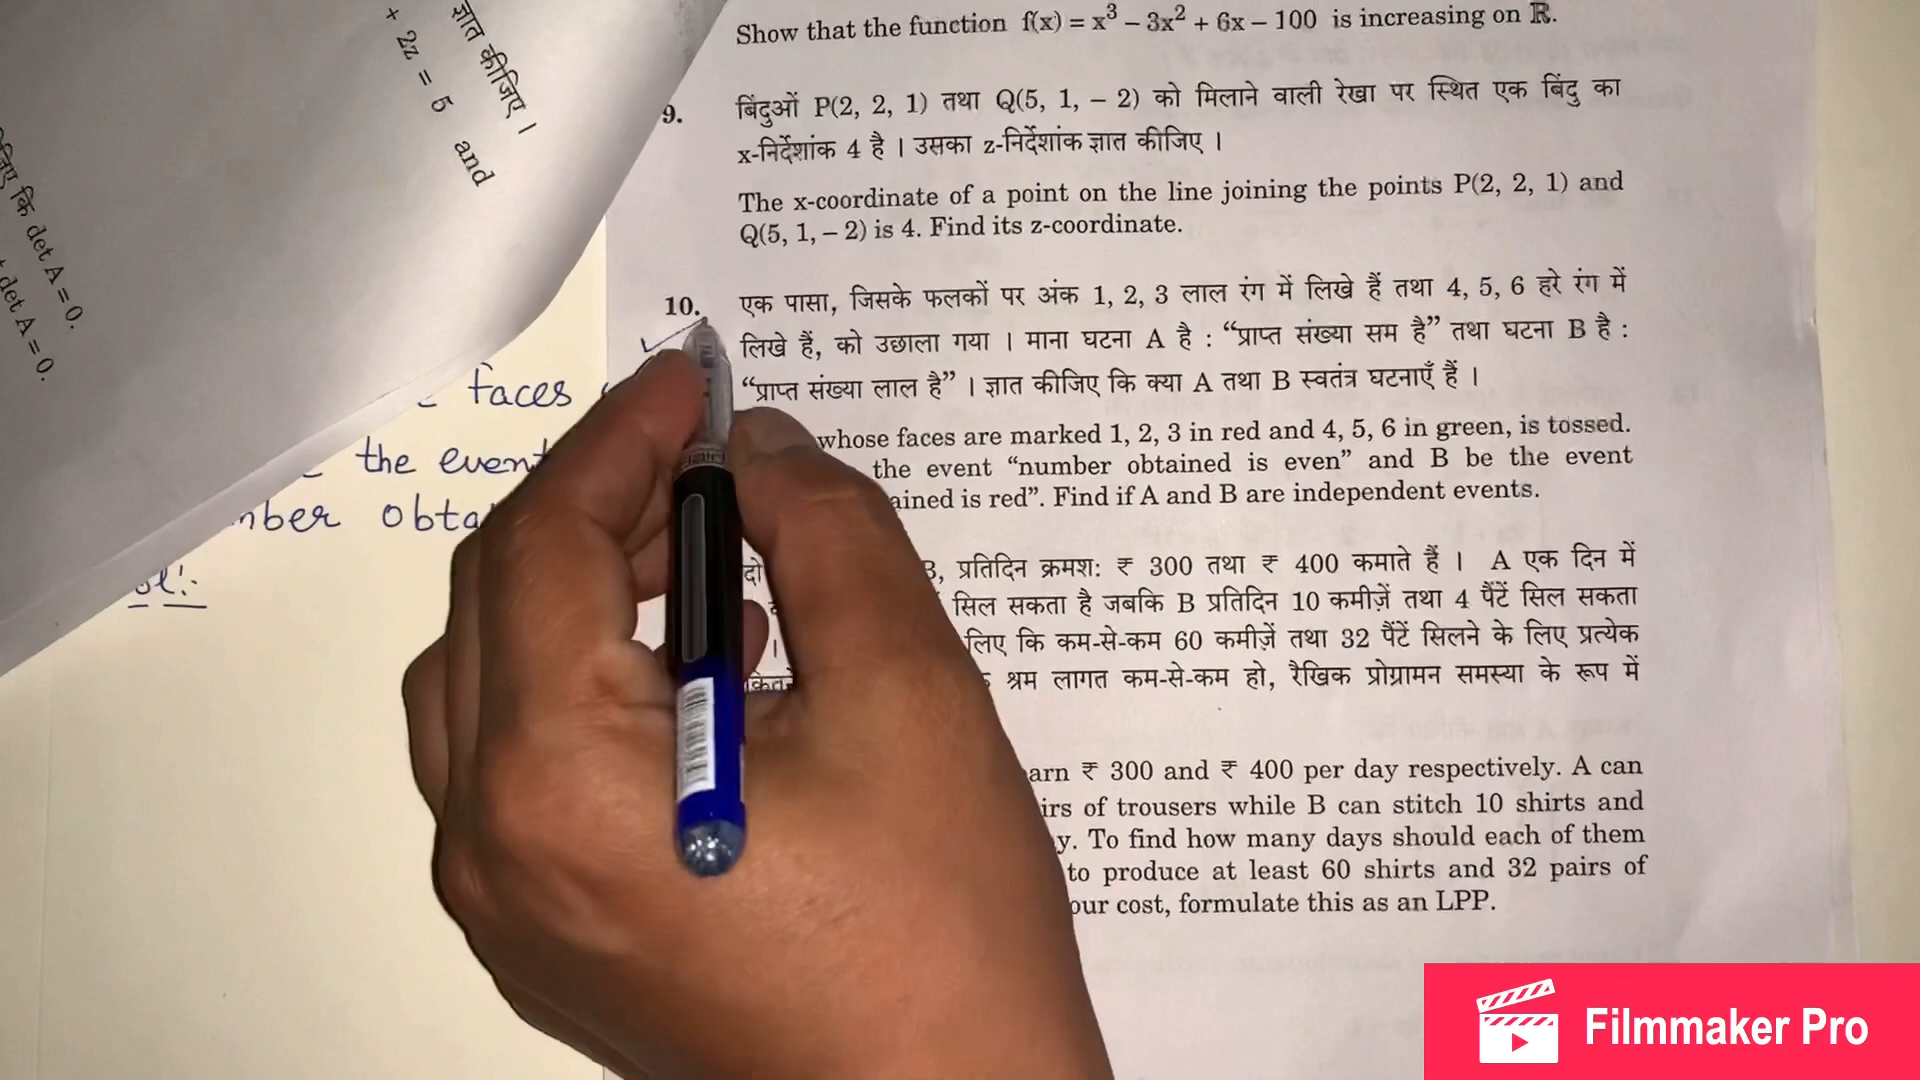 ज्ञात कीजिए ।
+ 2z = 5 and
कि det A = 0.
det A = 0.
faces
the event
obta
Sol:
Show that the function f(x) = x³ – 3x² + 6x – 100 is increasing on ℝ.
9. बिंदुओं P(2, 2, 1) तथा Q(5, 1, – 2) को मिलाने वाली रेखा पर स्थित एक बिंदु का
x-निर्देशांक 4 है । उसका z-निर्देशांक ज्ञात कीजिए ।
The x-coordinate of a point on the line joining the points P(2, 2, 1) and
Q(5, 1, – 2) is 4. Find its z-coordinate.
10. एक पासा, जिसके फलकों पर अंक 1, 2, 3 लाल रंग में लिखे हैं तथा 4, 5, 6 हरे रंग में
लिखे हैं, को उछाला गया । माना घटना A है : “प्राप्त संख्या सम है” तथा घटना B है :
“प्राप्त संख्या लाल है” । ज्ञात कीजिए कि क्या A तथा B स्वतंत्र घटनाएँ हैं ।
whose faces are marked 1, 2, 3 in red and 4, 5, 6 in green, is tossed.
the event “number obtained is even” and B be the event
ained is red”. Find if A and B are independent events.
दो B, प्रतिदिन क्रमशः ₹ 300 तथा ₹ 400 कमाते हैं । A एक दिन में
सिल सकता है जबकि B प्रतिदिन 10 कमीज़ें तथा 4 पैंटें सिल सकता
। लिए कि कम-से-कम 60 कमीज़ें तथा 32 पैंटें सिलने के लिए प्रत्येक
श्रम लागत कम-से-कम हो, रैखिक प्रोग्रामन समस्या के रूप में
arn ₹ 300 and ₹ 400 per day respectively. A can
irs of trousers while B can stitch 10 shirts and
y. To find how many days should each of them
to produce at least 60 shirts and 32 pairs of
our cost, formulate this as an LPP.
Filmmaker Pro